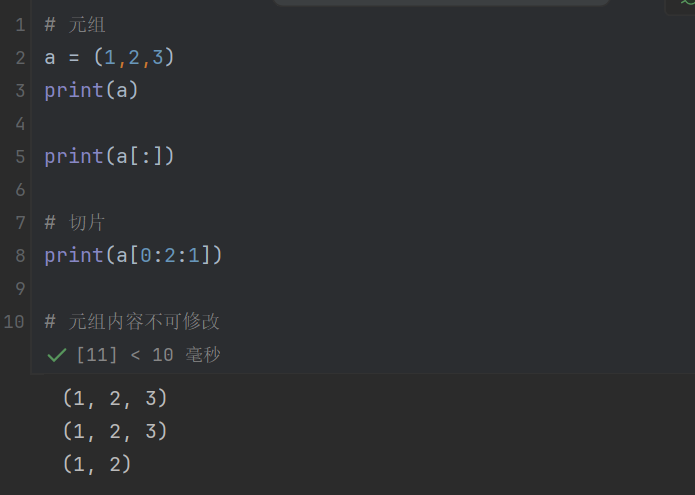 1 # 元组
2 a = (1,2,3)
3 print(a)
4
5 print(a[:])
6
7 # 切片
8 print(a[0:2:1])
9
10 # 元组内容不可修改
[11] < 10 毫秒
(1, 2, 3)
(1, 2, 3)
(1, 2)